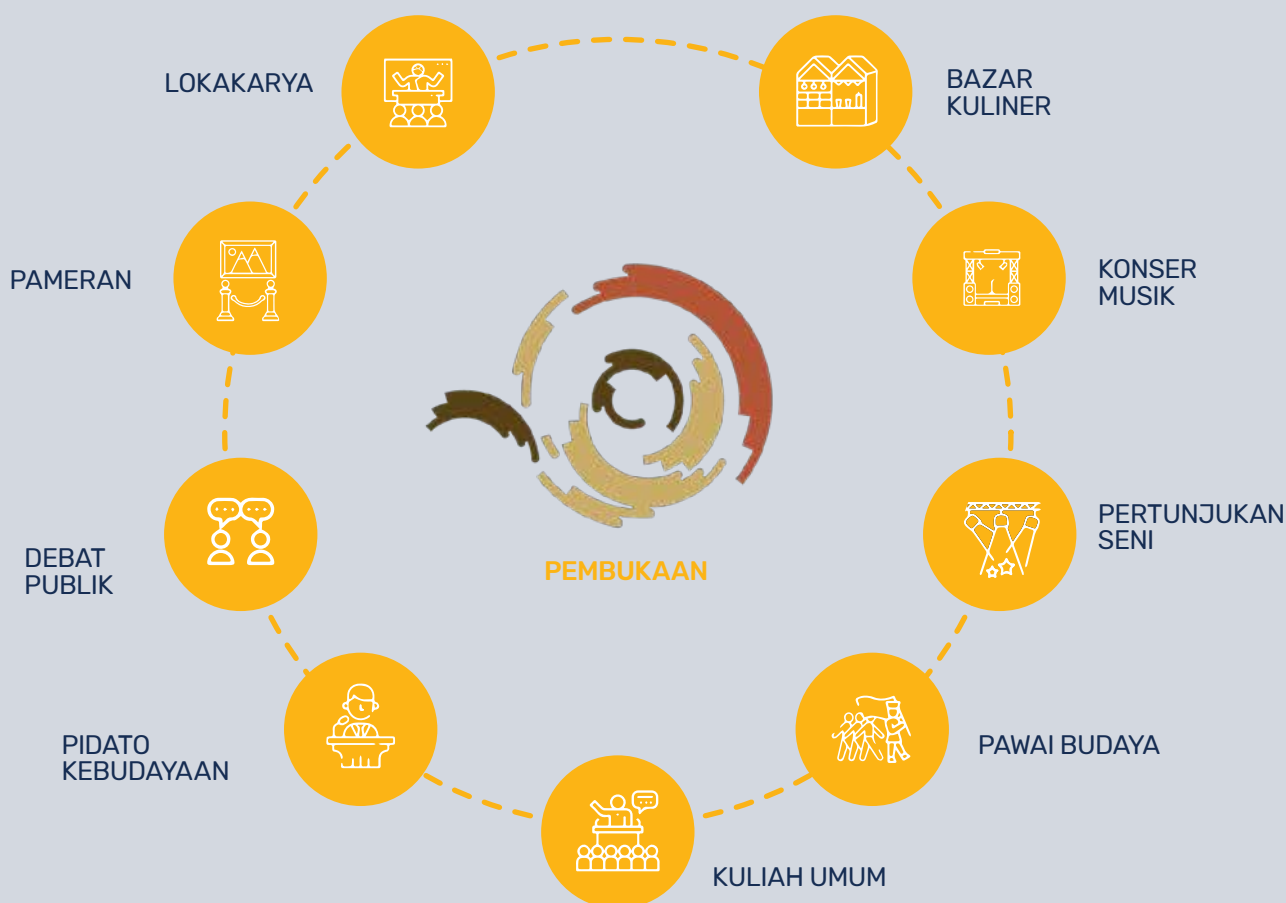 LOKAKARYA
BAZAR
KULINER
PAMERAN
KONSER
MUSIK
PERTUNJUKAN
SENI
DEBAT
PUBLIK
PEMBUKAAN
PIDATO
KEBUDAYAAN
PAWAI BUDAYA
KULIAH UMUM